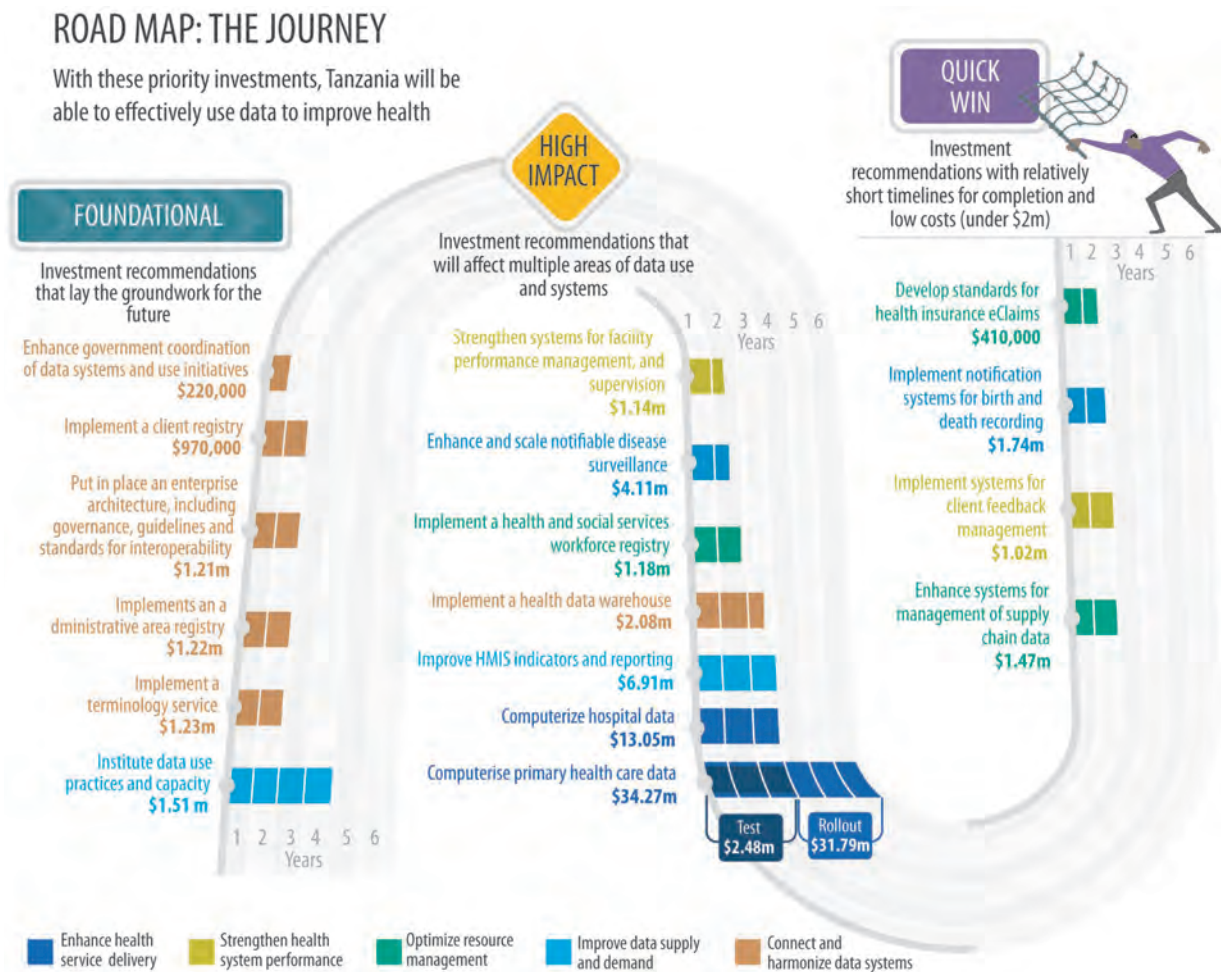 ROAD MAP: THE JOURNEY
With these priority investments, Tanzania will be
able to effectively use data to improve health
FOUNDATIONAL
Investment recommendations
that lay the groundwork for the
future
Enhance government coordination
of data systems and use initiatives
$220,000
Implement a client registry
$970,000
Put in place an enterprise
architecture, including
governance, guidelines and
standards for interoperability
$1.21m
Implements an a
dministrative area registry
$1.22m
Implement a
terminology service
$1.23m
Institute data use
practices and capacity
$1.51 m
1 2 3 4 5 6
Years
HIGH
IMPACT
Investment recommendations that
will affect multiple areas of data use
and systems
1 2 3 4 5 6
Years
Strengthen systems for facility
performance management, and
supervision
$1.14m
Enhance and scale notifiable disease
surveillance
$4.11m
Implement a health and social services
workforce registry
$1.18m
Implement a health data warehouse
$2.08m
Improve HMIS indicators and reporting
$6.91m
Computerize hospital data
$13.05m
Computerise primary health care data
$34.27m
Test
$2.48m
Rollout
$31.79m
QUICK
WIN
Investment
recommendations with relatively
short timelines for completion and
low costs (under $2m)
1 2 3 4 5 6
Years
Develop standards for
health insurance eClaims
$410,000
Implement notification
systems for birth and
death recording
$1.74m
Implement systems for
client feedback
management
$1.02m
Enhance systems for
management of supply
chain data
$1.47m
Enhance health
service delivery
Strengthen health
system performance
Optimize resource
management
Improve data supply
and demand
Connect and
harmonize data systems